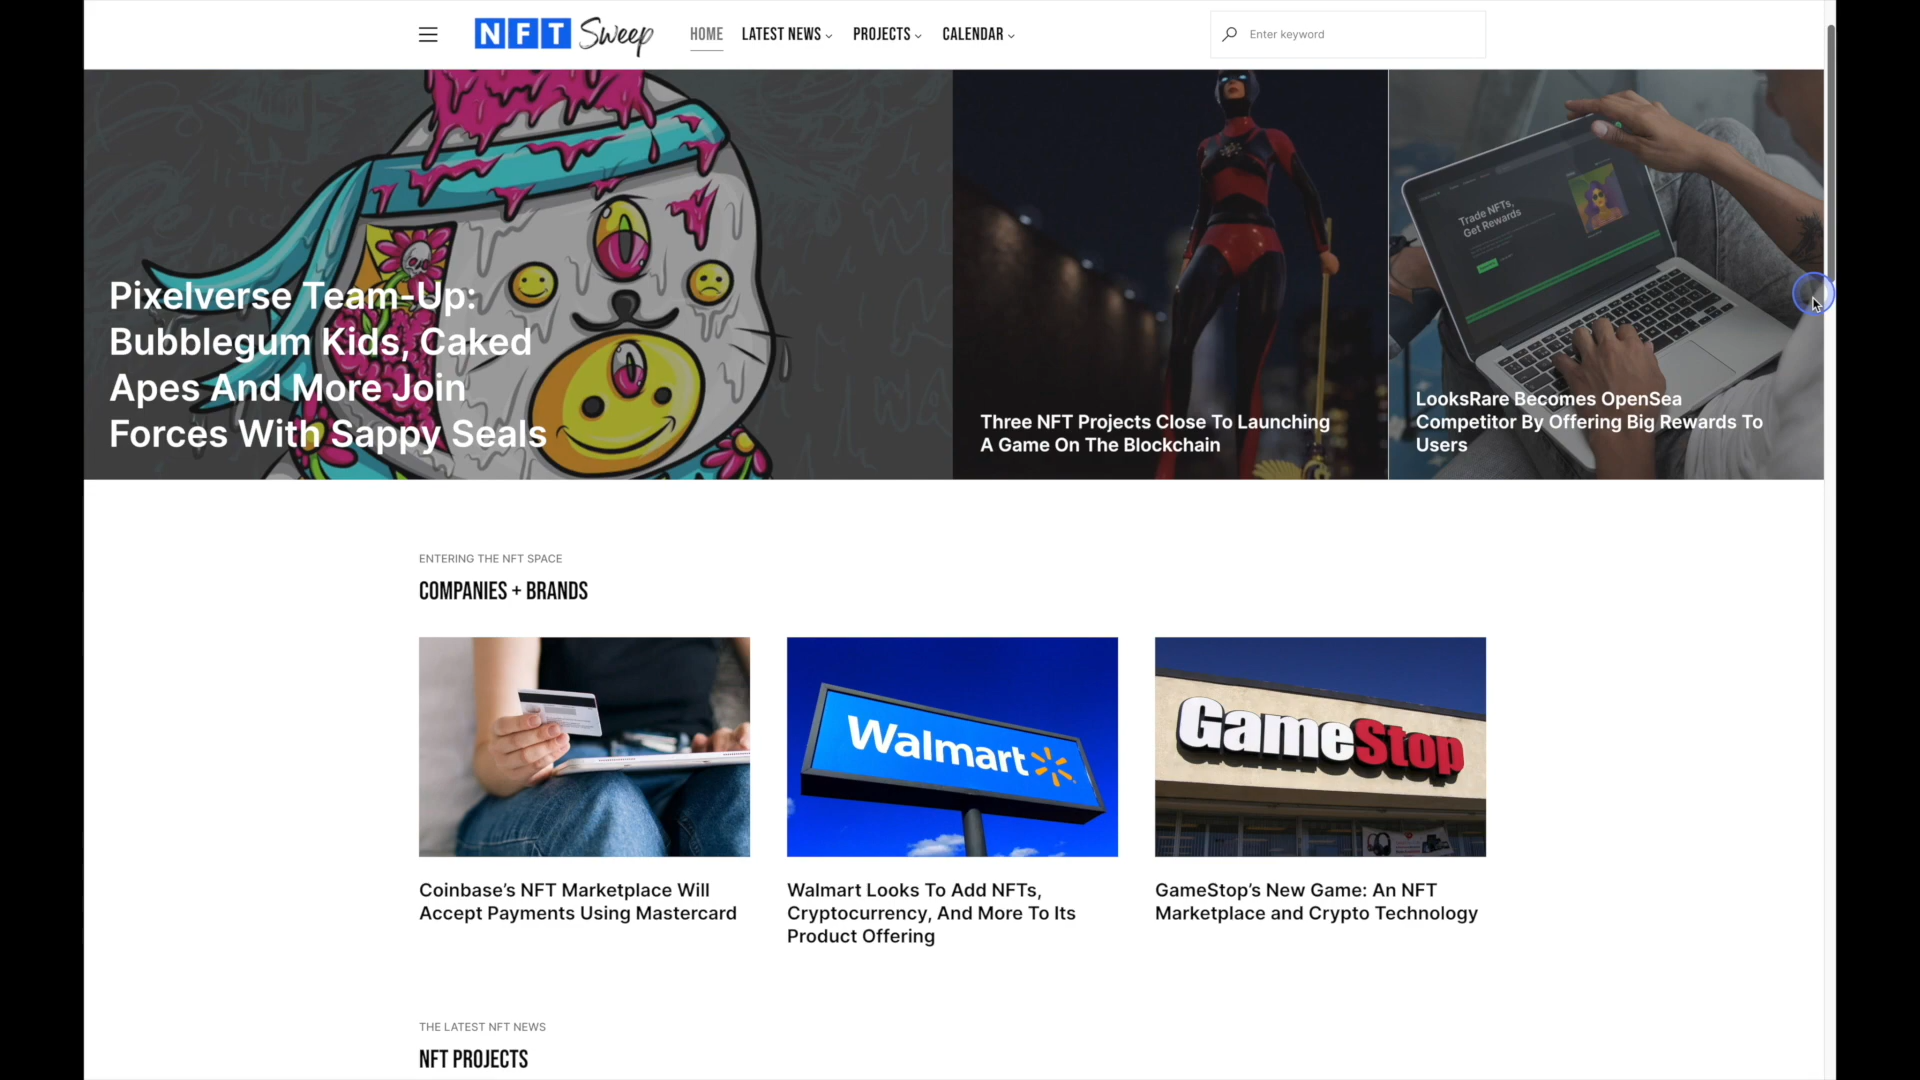 NFT Sweep
HOME
LATEST NEWS
PROJECTS
CALENDAR
Enter keyword
Trade NFTs,
Get Rewards
Pixelverse Team-Up:
Bubblegum Kids, Caked
Apes And More Join
Forces With Sappy Seals
Three NFT Projects Close To Launching
A Game On The Blockchain
LooksRare Becomes OpenSea
Competitor By Offering Big Rewards To
Users
ENTERING THE NFT SPACE
COMPANIES + BRANDS
Walmart
GameStop
Coinbase’s NFT Marketplace Will
Accept Payments Using Mastercard
Walmart Looks To Add NFTs,
Cryptocurrency, And More To Its
Product Offering
GameStop’s New Game: An NFT
Marketplace and Crypto Technology
THE LATEST NFT NEWS
NFT PROJECTS